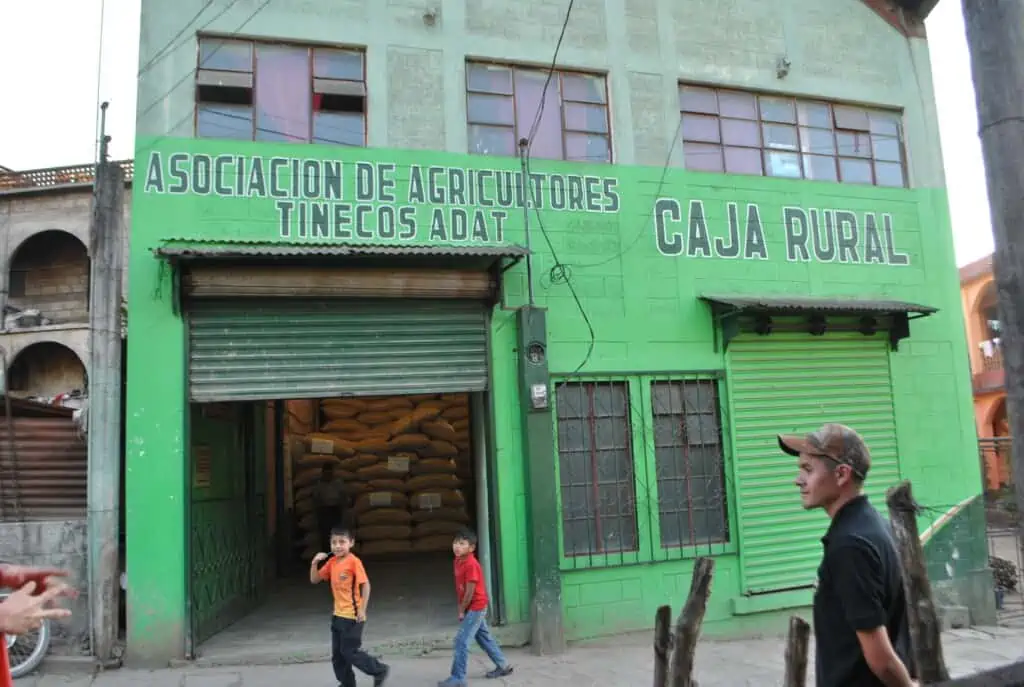 ASOCIACION DE AGRICULTORES
TINECOS ADAT
CAJA RURAL